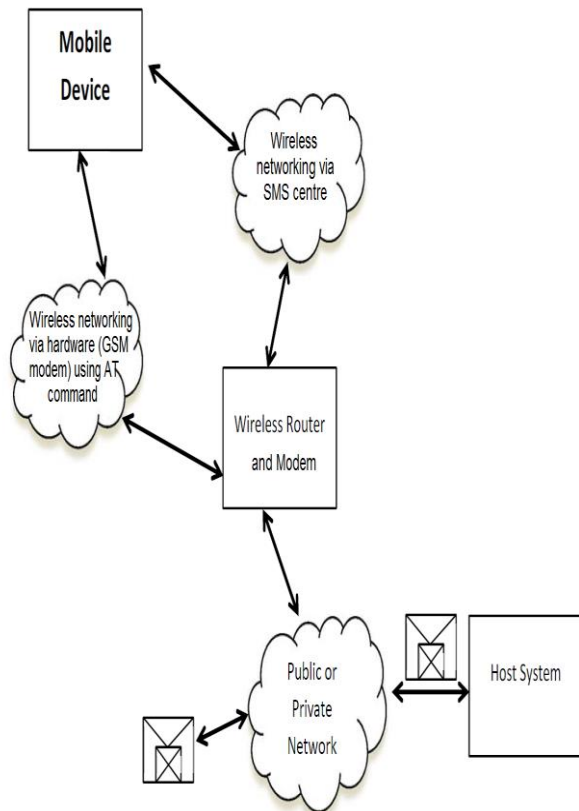 Mobile
Device
Wireless
networking via
SMS centre
Wireless networking
via hardware (GSM
modem) using AT
command
Wireless Router
and Modem
Public or
Private
Network
Host System